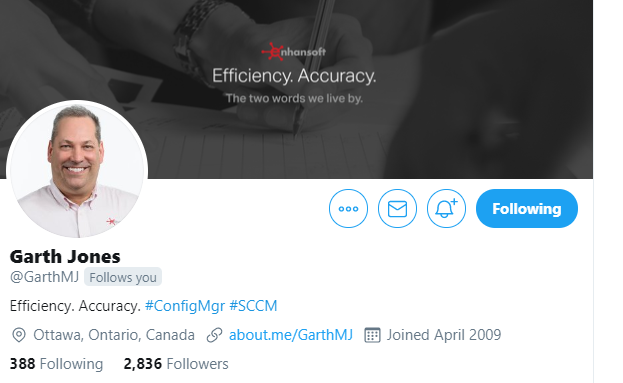 Enhansoft
Efficiency. Accuracy.
The two words we live by.
Following
Garth Jones
@GarthMJ Follows you
Efficiency. Accuracy. #ConfigMgr #SCCM
Ottawa, Ontario, Canada about.me/GarthMJ Joined April 2009
388 Following 2,836 Followers